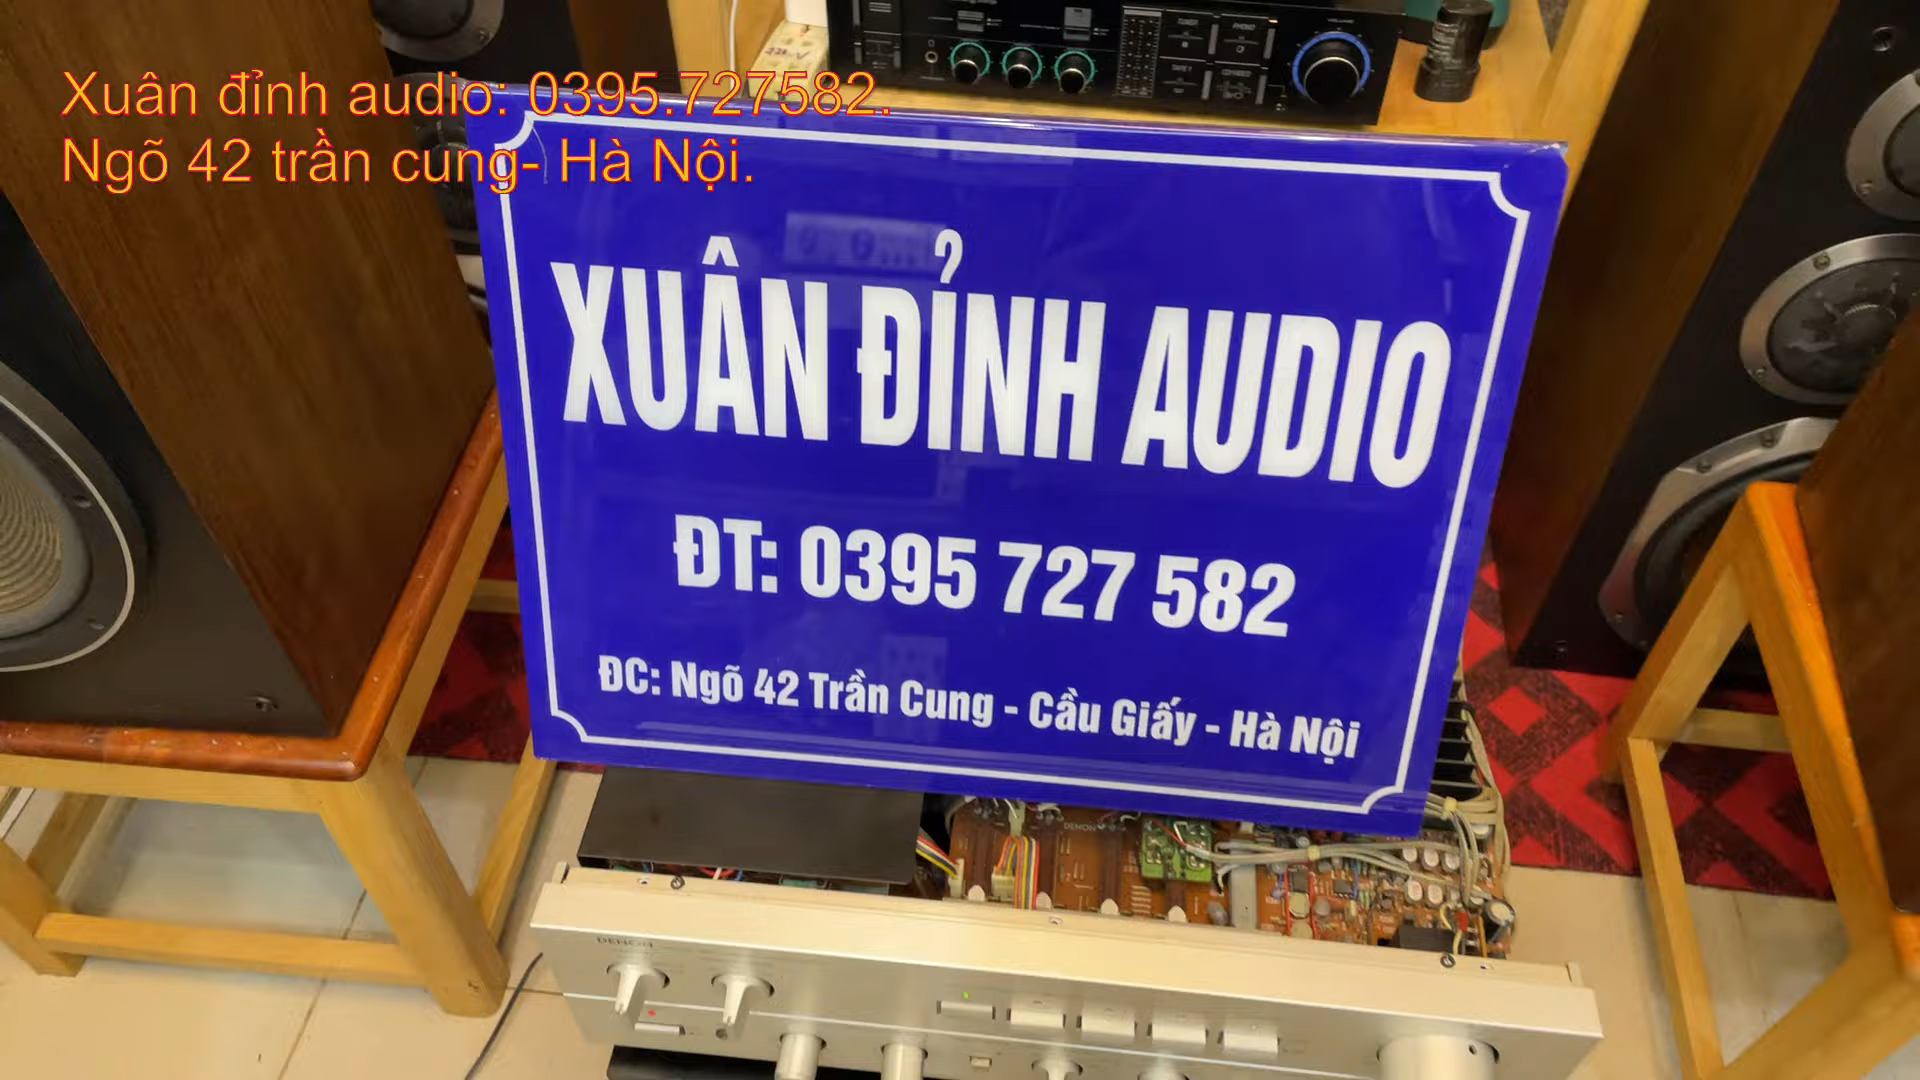 Xuân đỉnh audio: 0395.727582.
Ngõ 42 trần cung- Hà Nội.
XUÂN ĐỈNH AUDIO
ĐT: 0395 727 582
ĐC: Ngõ 42 Trần Cung - Cầu Giấy - Hà Nội
DENON
DENON